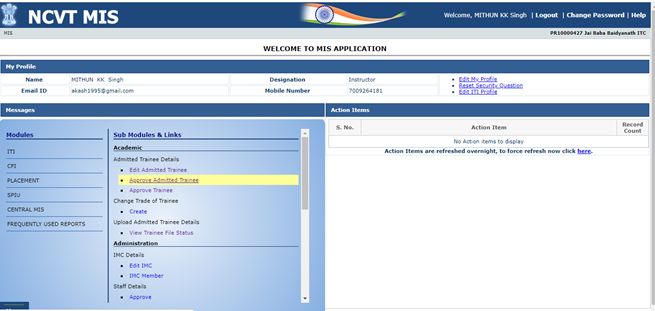 NCVT MIS
Welcome, MITHUN KK Singh | Logout | Change Password | Help
MIS
PR10000427 Jai Baba Baidyanath ITC
WELCOME TO MIS APPLICATION
My Profile
Name MITHUN KK Singh Designation Instructor
Email ID akash1995@gmail.com Mobile Number 7009264181
Edit My Profile
Reset Security Question
Edit ITI Profile
Messages
Modules
ITI
CFI
PLACEMENT
SPIU
CENTRAL MIS
FREQUENTLY USED REPORTS
Sub Modules & Links
Academic
Admitted Trainee Details
Edit Admitted Trainee
Approve Admitted Trainee
Approve Trainee
Change Trade of Trainee
Create
Upload Admitted Trainee Details
View Trainee File Status
Administration
IMC Details
Edit IMC
IMC Member
Staff Details
Approve
Action Items
S. No. Action Item Record Count
No Action items to display
Action Items are refreshed overnight, to force refresh now click here.